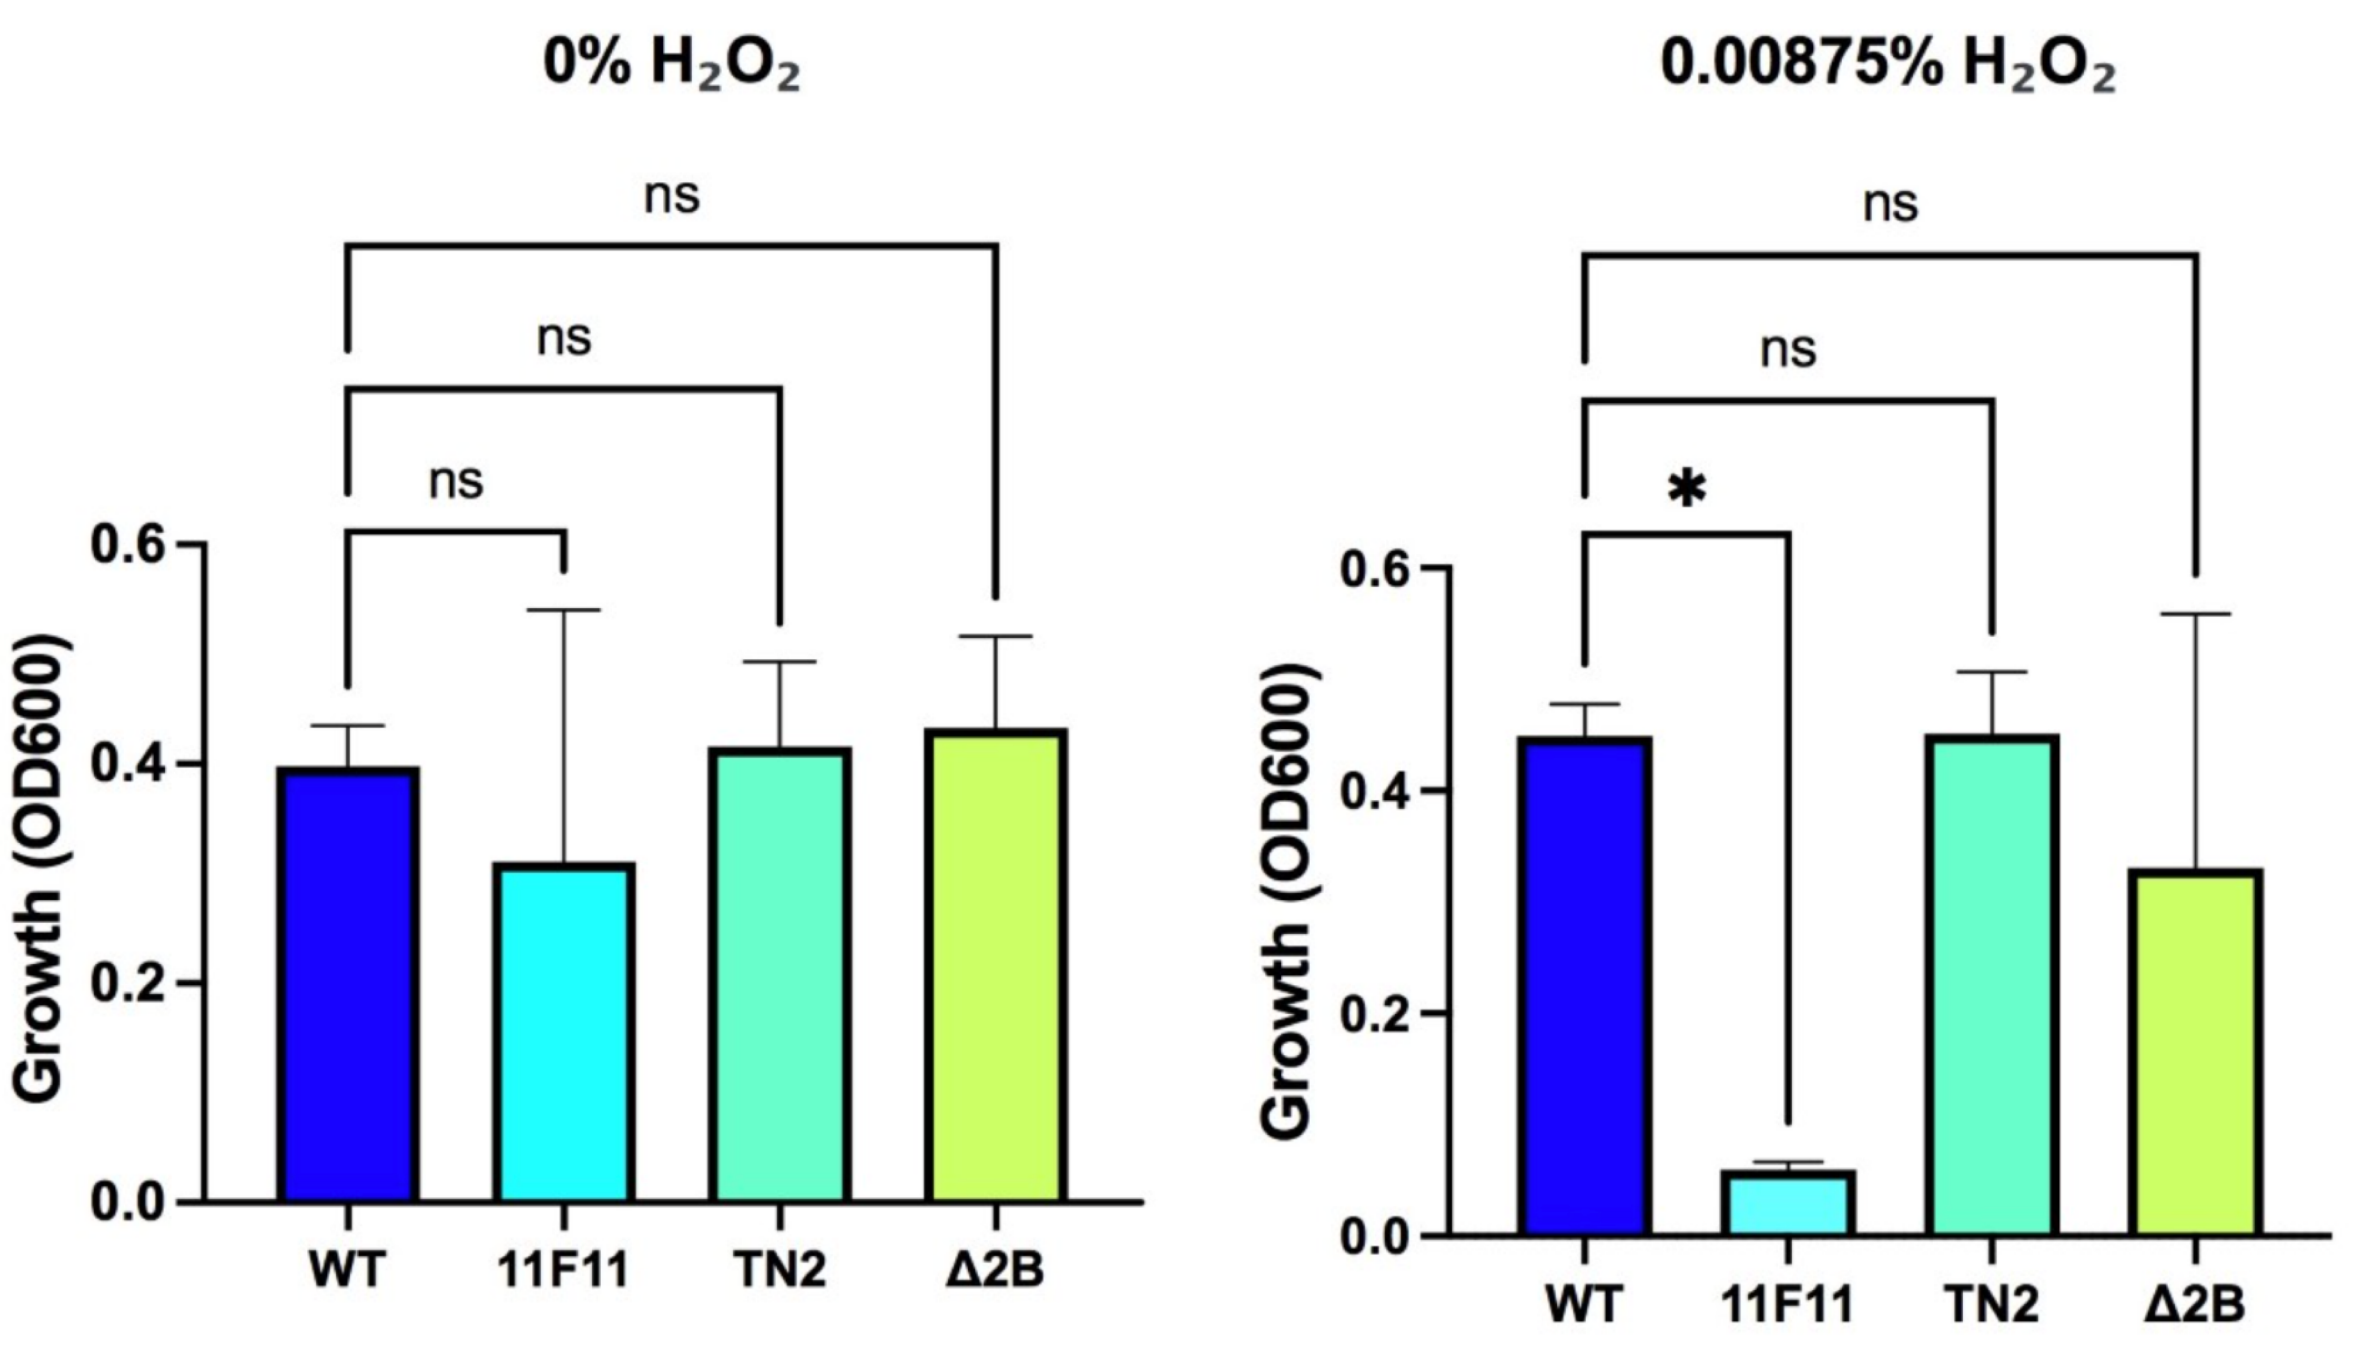 0% H₂O₂
ns
ns
ns
0.6
0.4
0.2
0.0
Growth (OD600)
WT 11F11 TN2 Δ2B
0.00875% H₂O₂
ns
ns
*
0.6
0.4
0.2
0.0
Growth (OD600)
WT 11F11 TN2 Δ2B